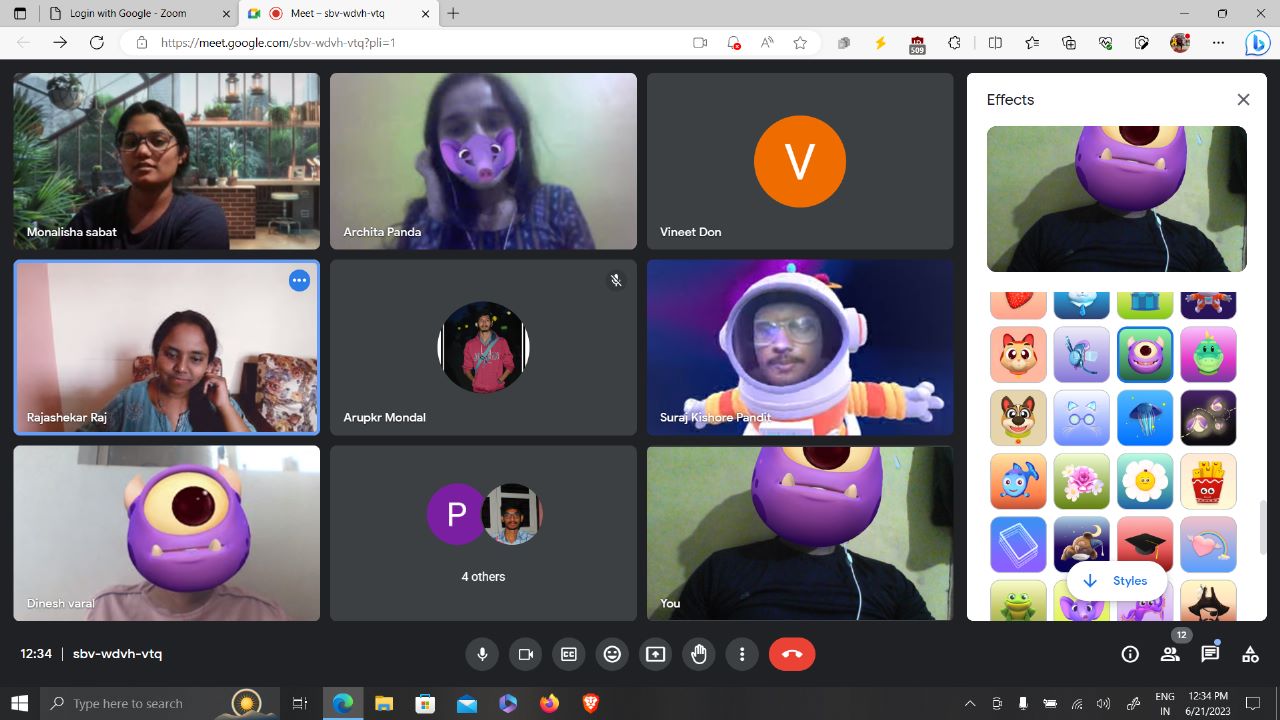 Login with Google - Zoom
Meet – sbv-wdvh-vtq
https://meet.google.com/sbv-wdvh-vtq?pli=1
509
Monalisha sabat
Archita Panda
V
Vineet Don
Rajashekar Raj
Arupkr Mondal
Suraj Kishore Pandit
Dinesh varal
P
4 others
You
Effects
Styles
12:34 | sbv-wdvh-vtq
12
Type here to search
ENG
IN
12:34 PM
6/21/2023